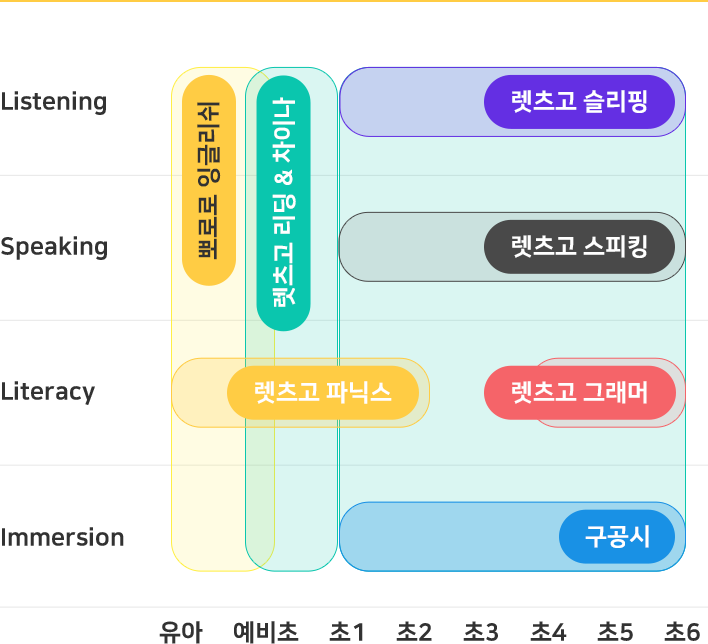 Listening
뽀로로 잉글리쉬
렛츠고 리딩 & 차이나
렛츠고 슬리핑
Speaking
렛츠고 스피킹
Literacy
렛츠고 파닉스
렛츠고 그래머
Immersion
구공시
유아 예비초 초1 초2 초3 초4 초5 초6